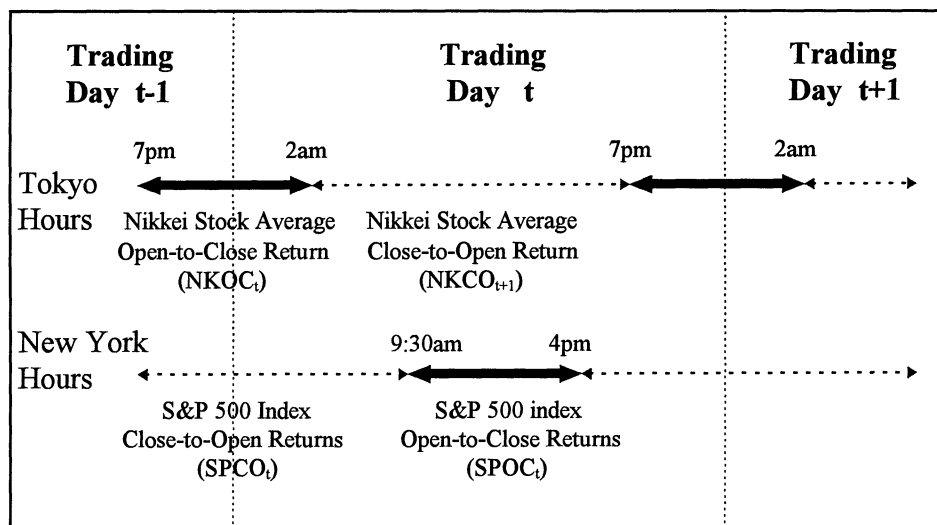 Trading
Day t-1
Trading
Day t
Trading
Day t+1
7pm
2am
7pm
2am
Tokyo
Hours
Nikkei Stock Average
Open-to-Close Return
(NKOCₜ)
Nikkei Stock Average
Close-to-Open Return
(NKCOₜ₊₁)
New York
Hours
9:30am
4pm
S&P 500 Index
Close-to-Open Returns
(SPCOₜ)
S&P 500 index
Open-to-Close Returns
(SPOCₜ)